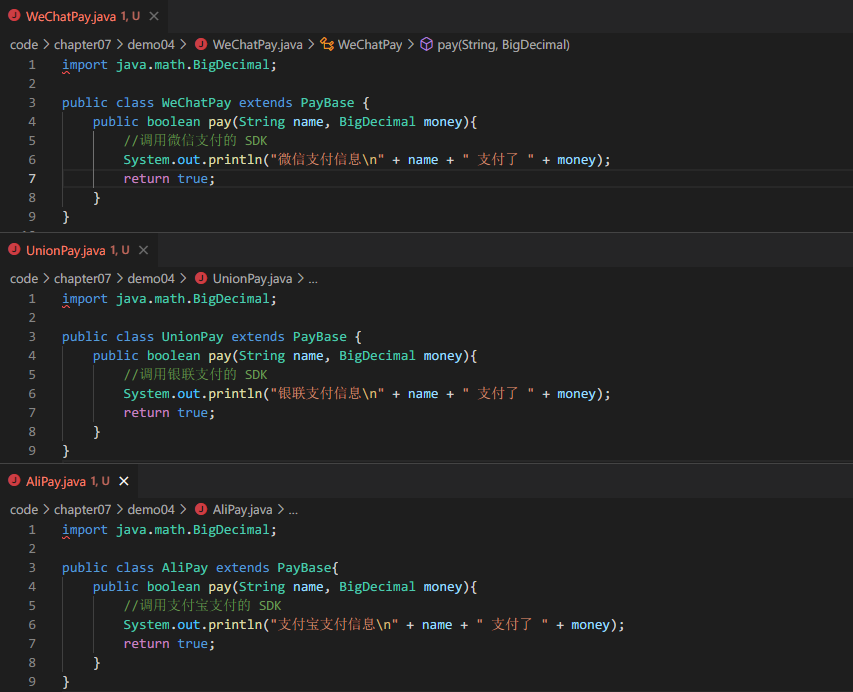 WeChatPay.java 1, U
code > chapter07 > demo04 > WeChatPay.java > WeChatPay > pay(String, BigDecimal)
1 import java.math.BigDecimal;
2
3 public class WeChatPay extends PayBase {
4 public boolean pay(String name, BigDecimal money){
5 //调用微信支付的 SDK
6 System.out.println("微信支付信息\n" + name + " 支付了 " + money);
7 return true;
8 }
9 }
UnionPay.java 1, U
code > chapter07 > demo04 > UnionPay.java > ...
1 import java.math.BigDecimal;
2
3 public class UnionPay extends PayBase {
4 public boolean pay(String name, BigDecimal money){
5 //调用银联支付的 SDK
6 System.out.println("银联支付信息\n" + name + " 支付了 " + money);
7 return true;
8 }
9 }
AliPay.java 1, U
code > chapter07 > demo04 > AliPay.java > ...
1 import java.math.BigDecimal;
2
3 public class AliPay extends PayBase{
4 public boolean pay(String name, BigDecimal money){
5 //调用支付宝支付的 SDK
6 System.out.println("支付宝支付信息\n" + name + " 支付了 " + money);
7 return true;
8 }
9 }